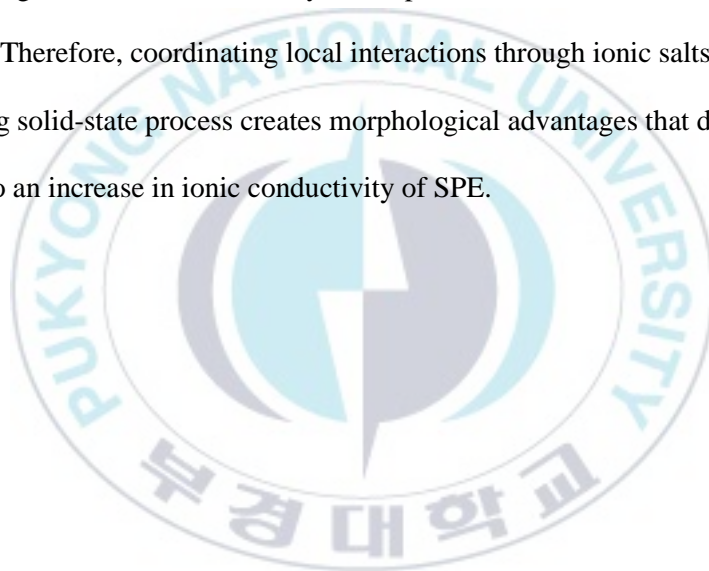 Therefore, coordinating local interactions through ionic salts
solid-state process creates morphological advantages that
an increase in ionic conductivity of SPE.
PUKYONG NATIONAL UNIVERSITY
부경대학교